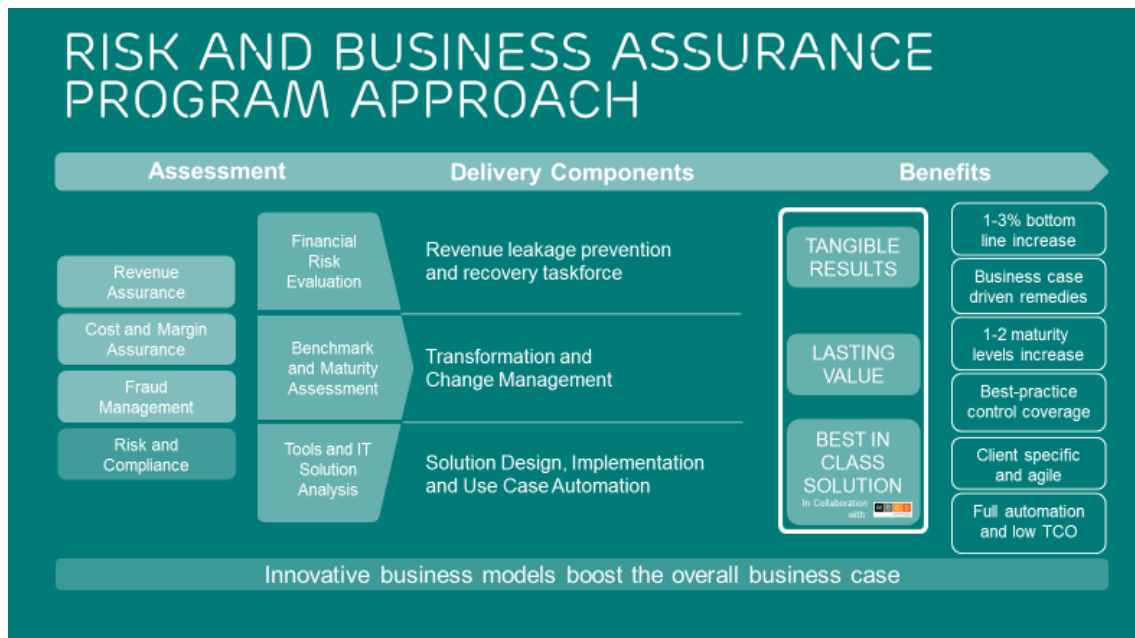 RISK AND BUSINESS ASSURANCE
PROGRAM APPROACH
Assessment
Delivery Components
Benefits
Revenue
Assurance
Cost and Margin
Assurance
Fraud
Management
Risk and
Compliance
Financial
Risk
Evaluation
Benchmark
and Maturity
Assessment
Tools and IT
Solution
Analysis
Revenue leakage prevention
and recovery taskforce
Transformation and
Change Management
Solution Design, Implementation
and Use Case Automation
TANGIBLE
RESULTS
LASTING
VALUE
BEST IN
CLASS
SOLUTION
In Collaboration
with:
1-3% bottom
line increase
Business case
driven remedies
1-2 maturity
levels increase
Best-practice
control coverage
Client specific
and agile
Full automation
and low TCO
Innovative business models boost the overall business case